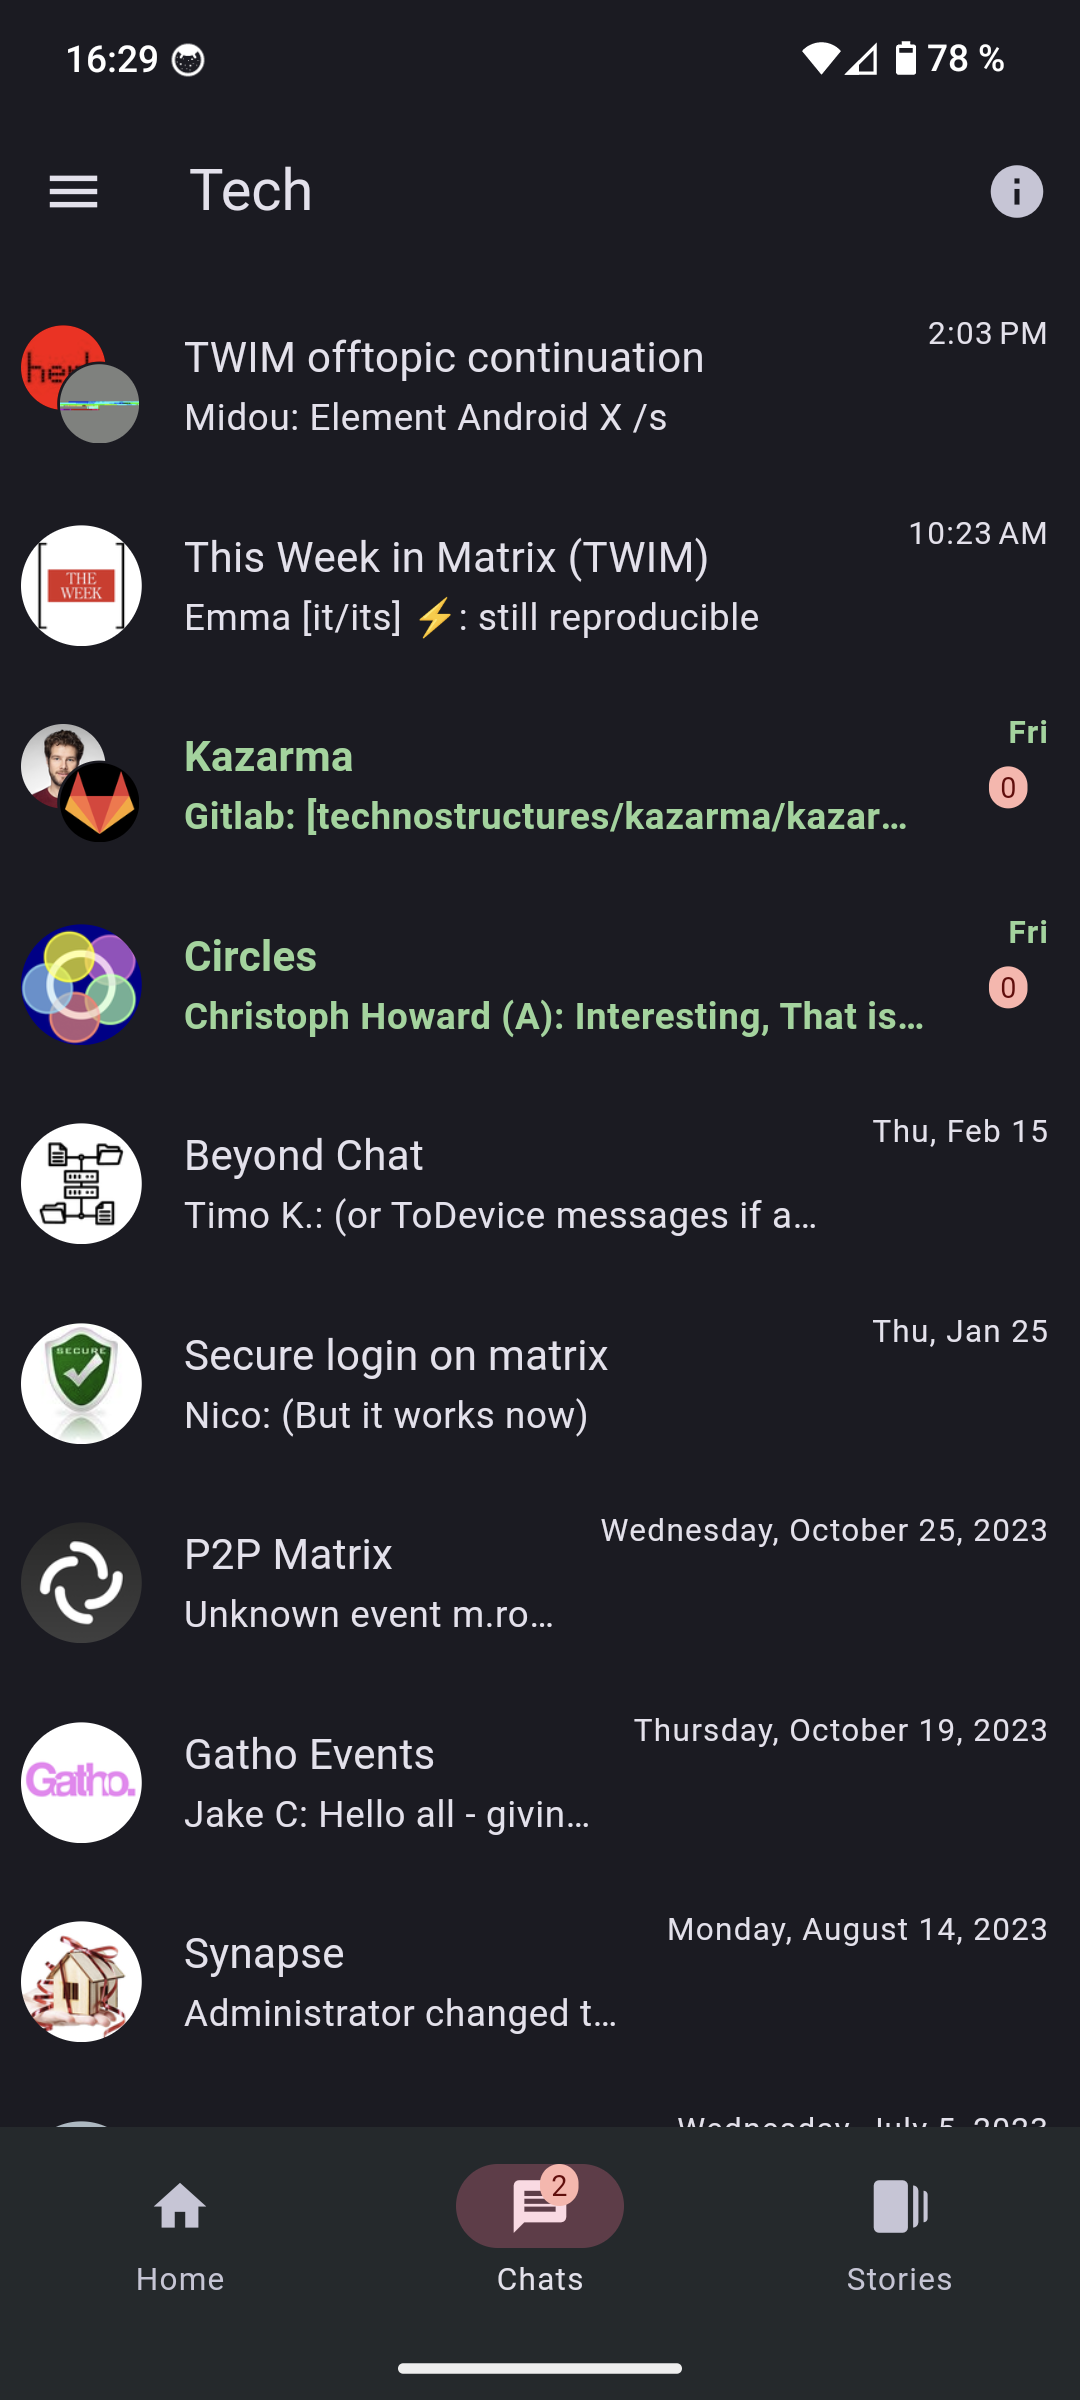 16:29
78 %
Tech
TWIM offtopic continuation
2:03 PM
Midou: Element Android X /s
THE
WEEK
This Week in Matrix (TWIM)
10:23 AM
Emma [it/its] ⚡: still reproducible
Kazarma
Fri
Gitlab: [technostructures/kazarma/kazar…
0
Circles
Fri
Christoph Howard (A): Interesting, That is…
0
Beyond Chat
Thu, Feb 15
Timo K.: (or ToDevice messages if a…
SECURE
Secure login on matrix
Thu, Jan 25
Nico: (But it works now)
P2P Matrix
Wednesday, October 25, 2023
Unknown event m.ro…
Gatho.
Gatho Events
Thursday, October 19, 2023
Jake C: Hello all - givin…
Synapse
Monday, August 14, 2023
Administrator changed t…
Wednesday, July 5, 2023
2
Home
Chats
Stories